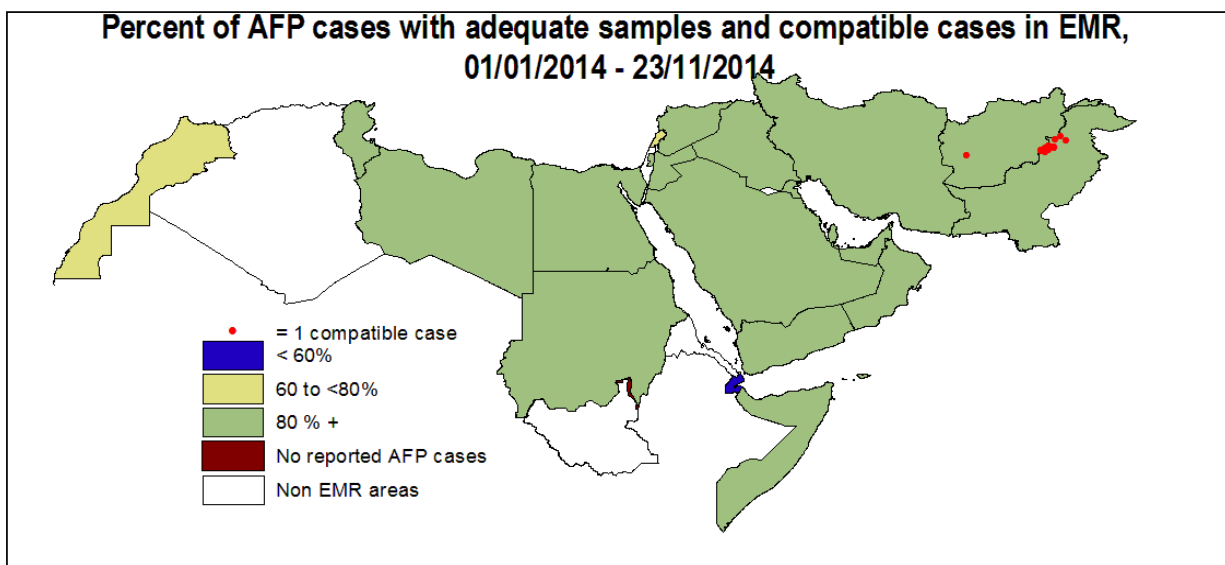 Percent of AFP cases with adequate samples and compatible cases in EMR,
01/01/2014 - 23/11/2014
= 1 compatible case
< 60%
60 to <80%
80 % +
No reported AFP cases
Non EMR areas